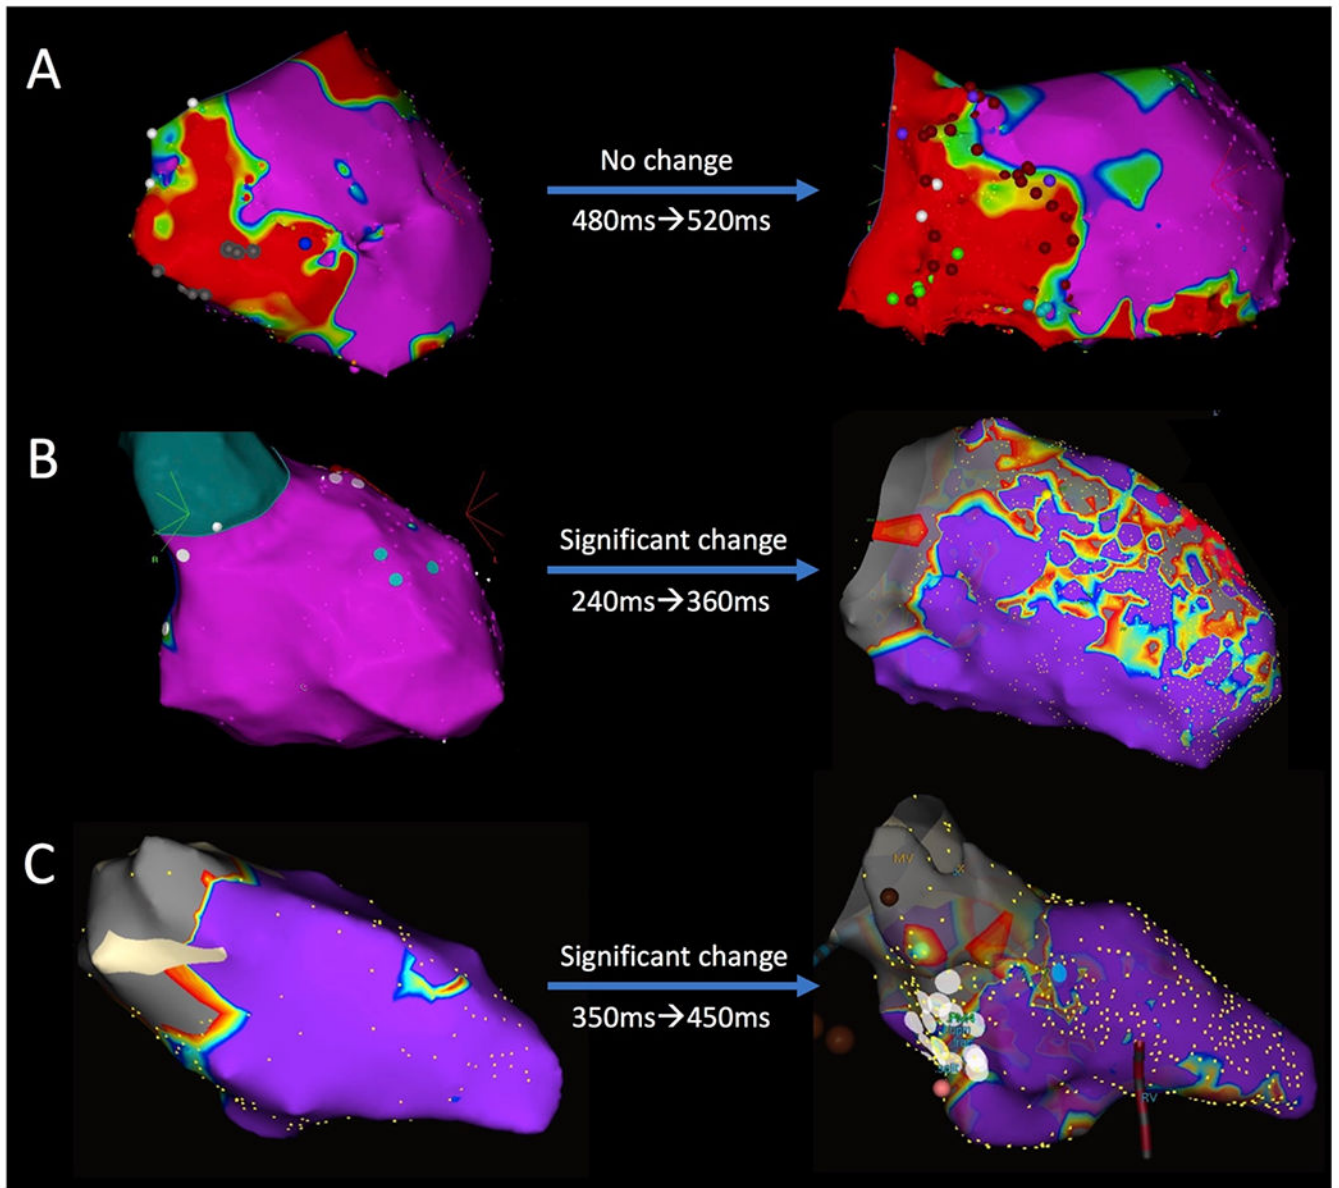 A
No change
480ms→520ms
B
Significant change
240ms→360ms
C
Significant change
350ms→450ms
MV
RV